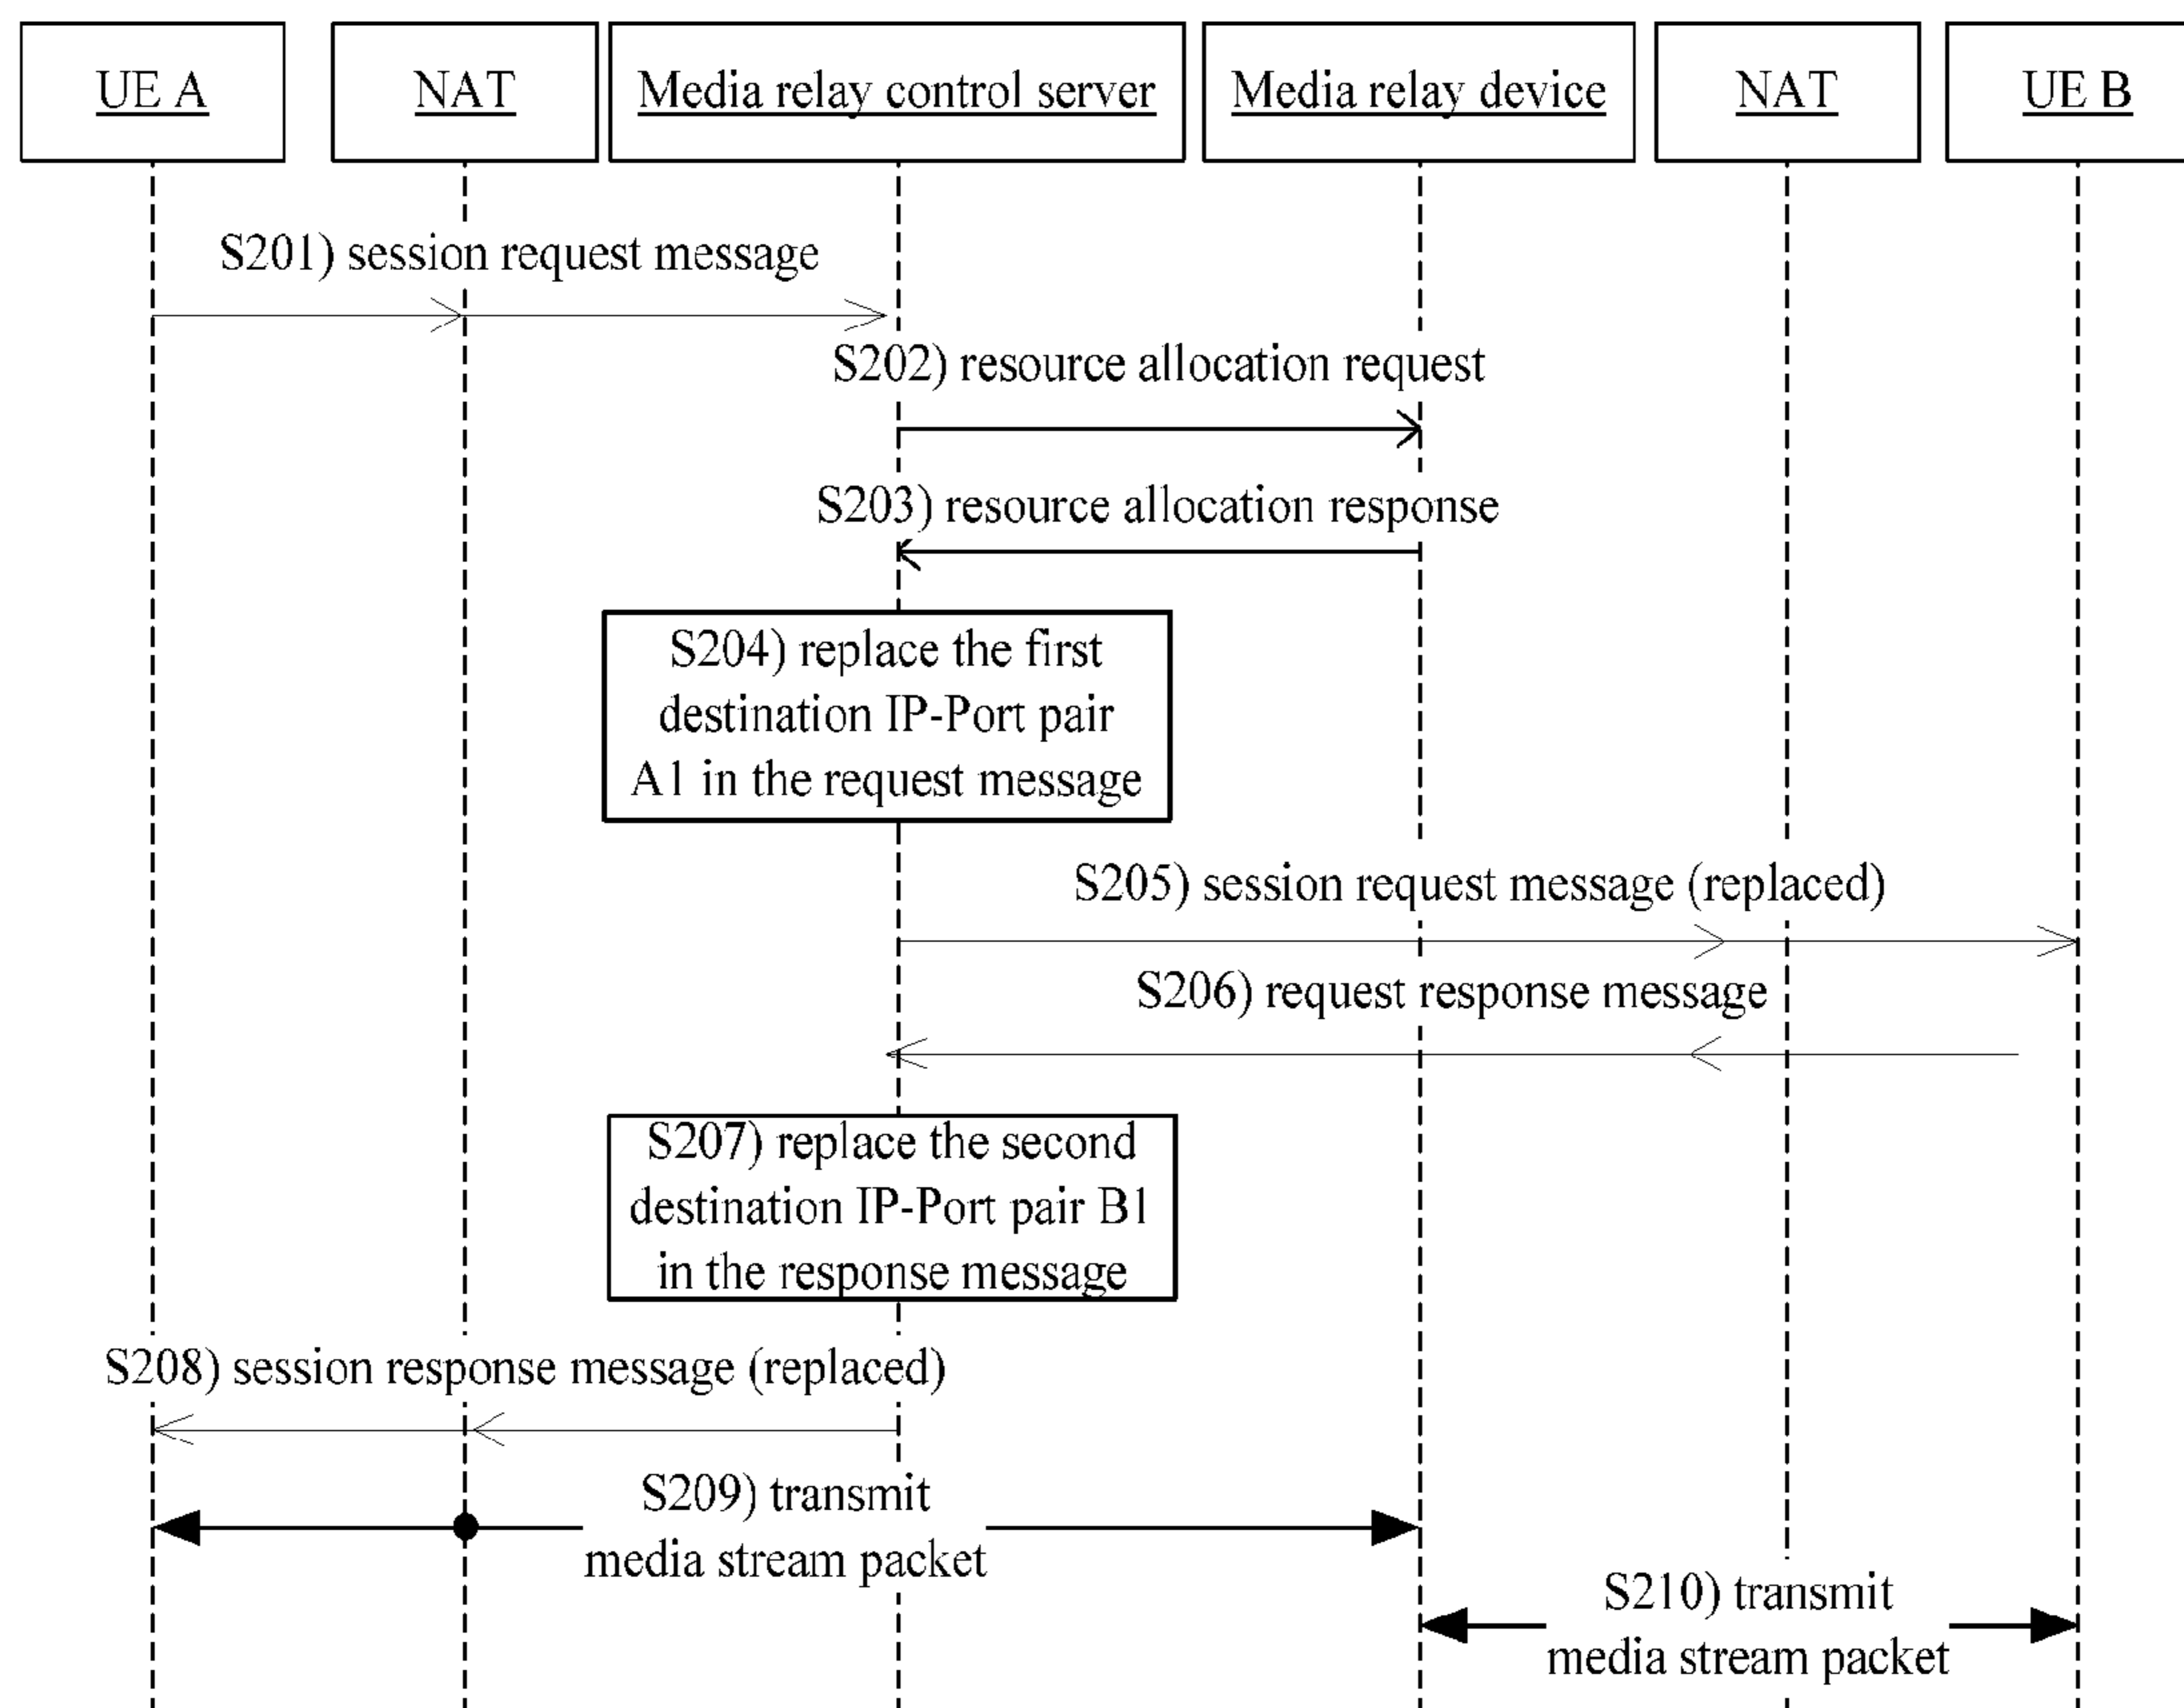 UE A
NAT
Media relay control server
Media relay device
NAT
UE B
S201) session request message
S202) resource allocation request
S203) resource allocation response
S204) replace the first
destination IP-Port pair
A1 in the request message
S205) session request message (replaced)
S206) request response message
S207) replace the second
destination IP-Port pair B1
in the response message
S208) session response message (replaced)
S209) transmit
media stream packet
S210) transmit
media stream packet